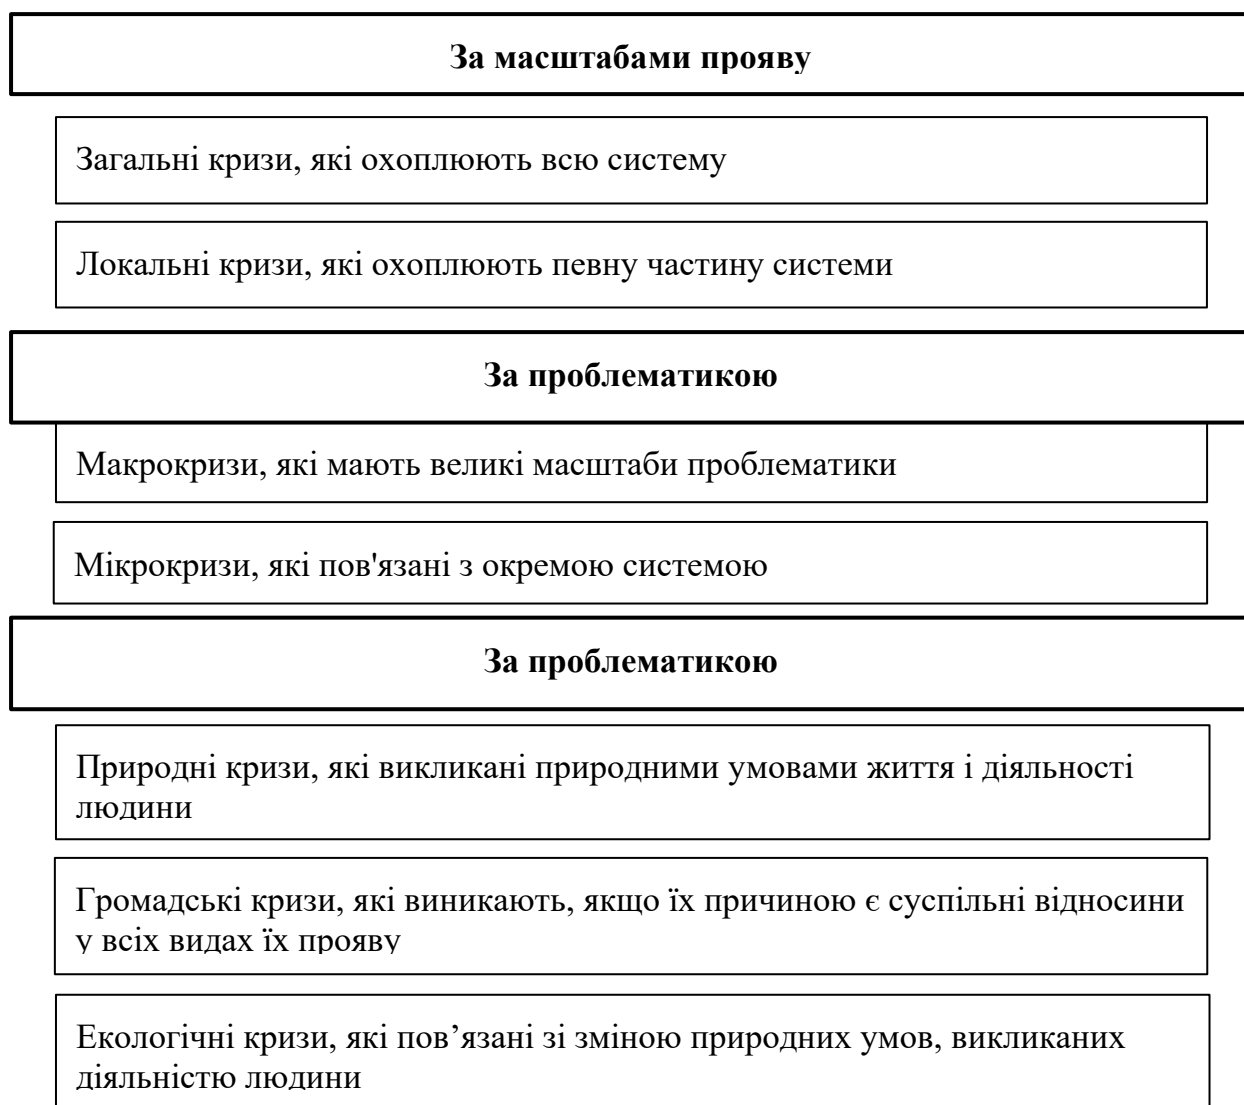 За масштабами прояву
Загальні кризи, які охоплюють всю систему
Локальні кризи, які охоплюють певну частину системи
За проблематикою
Макрокризи, які мають великі масштаби проблематики
Мікрокризи, які пов'язані з окремою системою
За проблематикою
Природні кризи, які викликані природними умовами життя і діяльності
людини
Громадські кризи, які виникають, якщо їх причиною є суспільні відносини
у всіх видах їх прояву
Екологічні кризи, які пов’язані зі зміною природних умов, викликаних
діяльністю людини